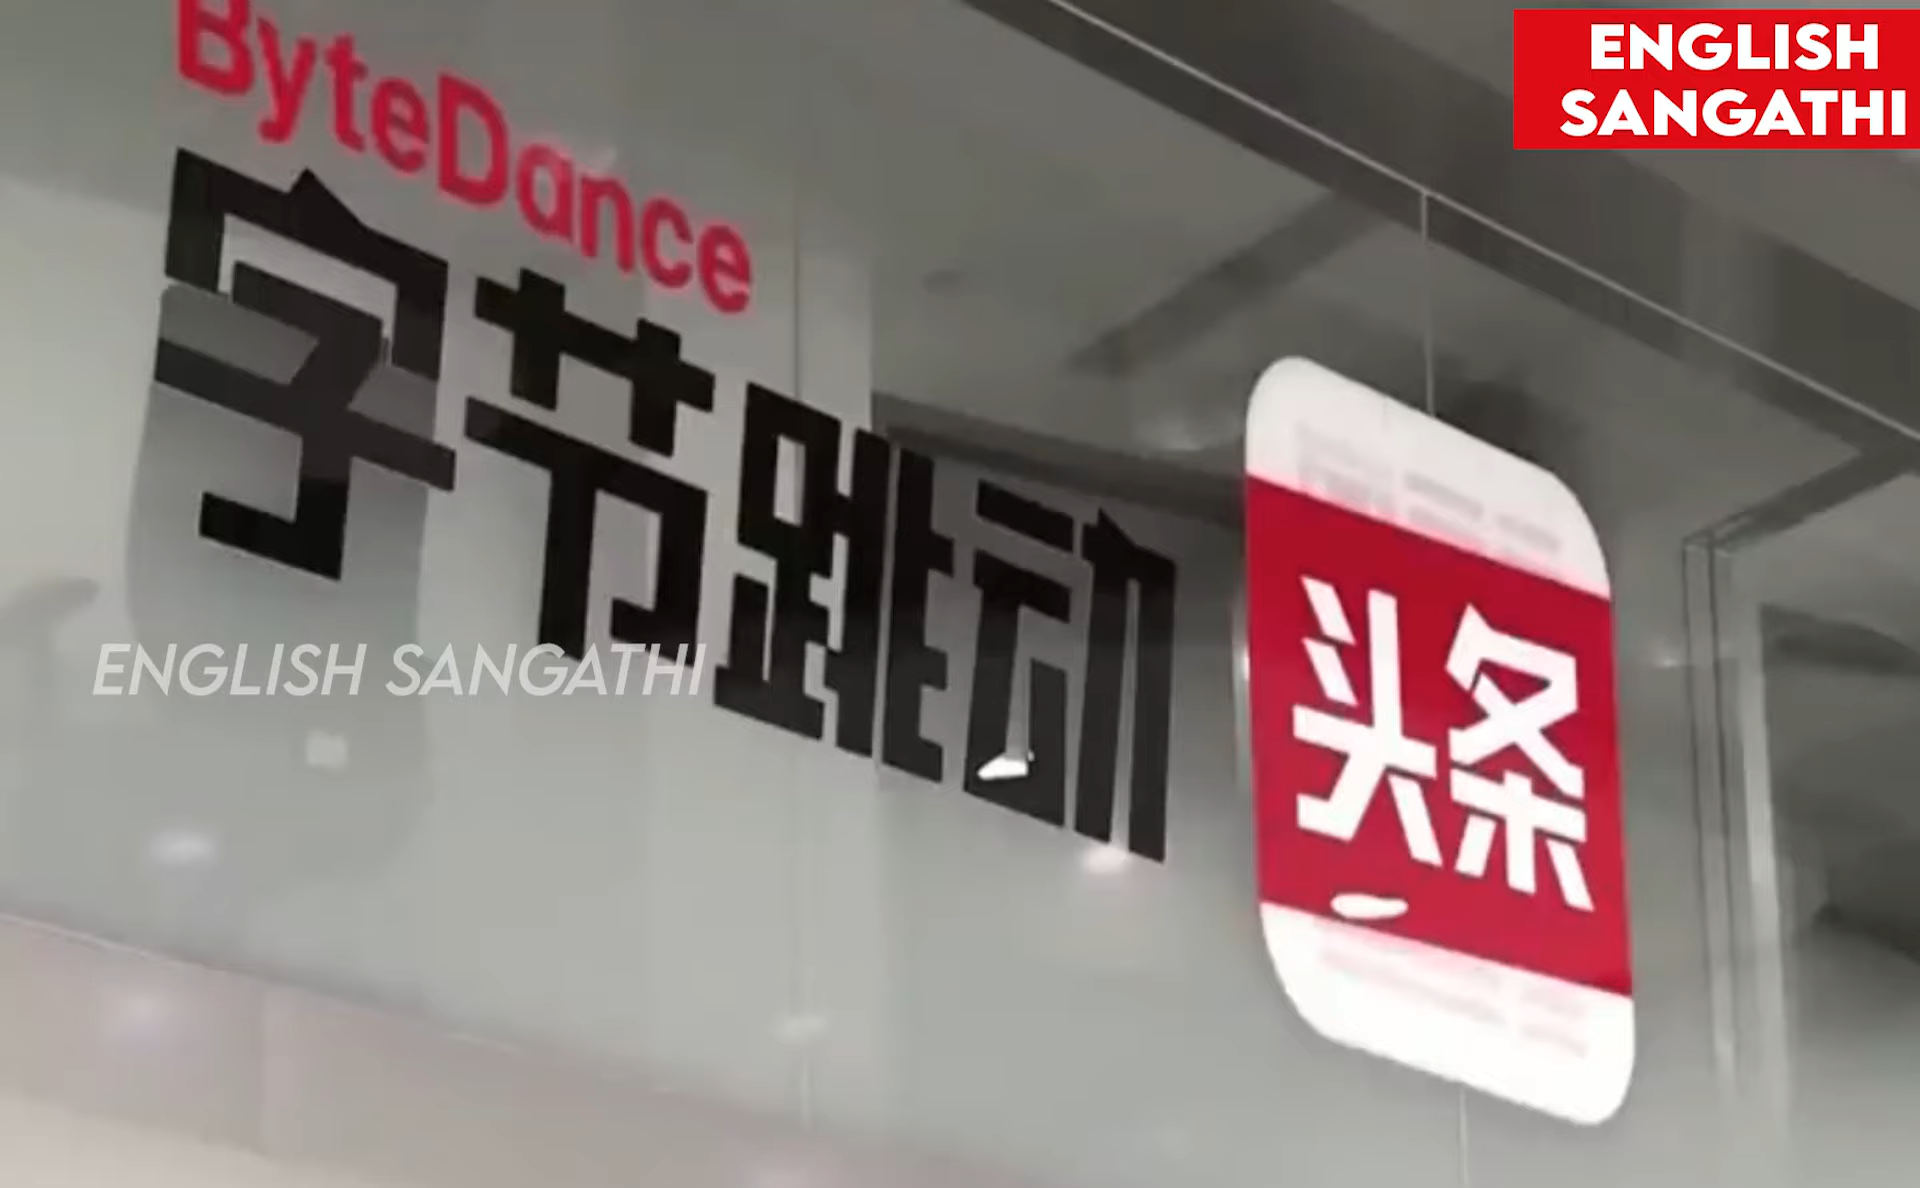 ByteDance
字节跳动
头条
ENGLISH
SANGATHI
ENGLISH SANGATHI